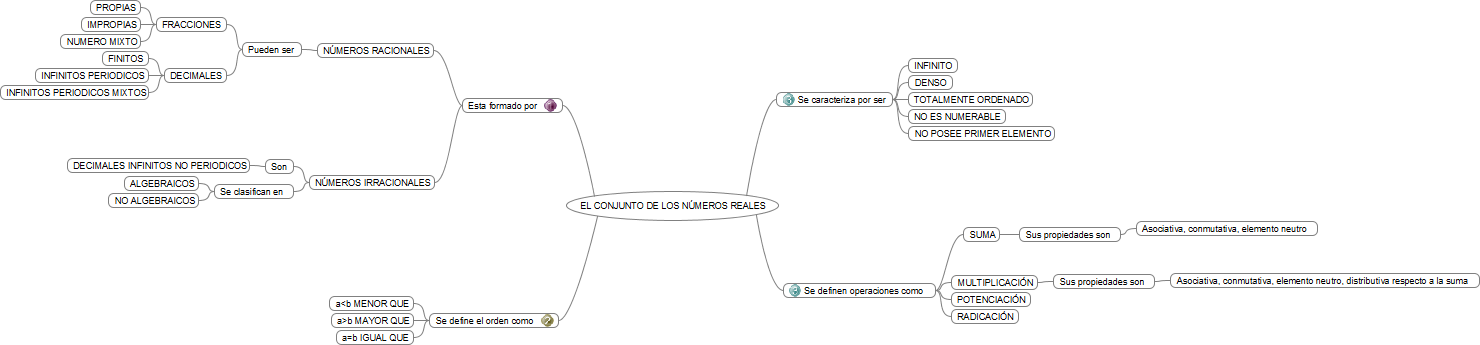 PROPIAS
IMPROPIAS
NUMERO MIXTO
FRACCIONES
FINITOS
INFINITOS PERIODICOS
INFINITOS PERIODICOS MIXTOS
DECIMALES
Pueden ser
NÚMEROS RACIONALES
Esta formado por
DECIMALES INFINITOS NO PERIODICOS
Son
ALGEBRAICOS
NO ALGEBRAICOS
Se clasifican en
NÚMEROS IRRACIONALES
a<b MENOR QUE
a>b MAYOR QUE
a=b IGUAL QUE
Se define el orden como
EL CONJUNTO DE LOS NÚMEROS REALES
Se caracteriza por ser
INFINITO
DENSO
TOTALMENTE ORDENADO
NO ES NUMERABLE
NO POSEE PRIMER ELEMENTO
Se definen operaciones como
SUMA
Sus propiedades son
Asociativa, conmutativa, elemento neutro
MULTIPLICACIÓN
Sus propiedades son
Asociativa, conmutativa, elemento neutro, distributiva respecto a la suma
POTENCIACIÓN
RADICACIÓN